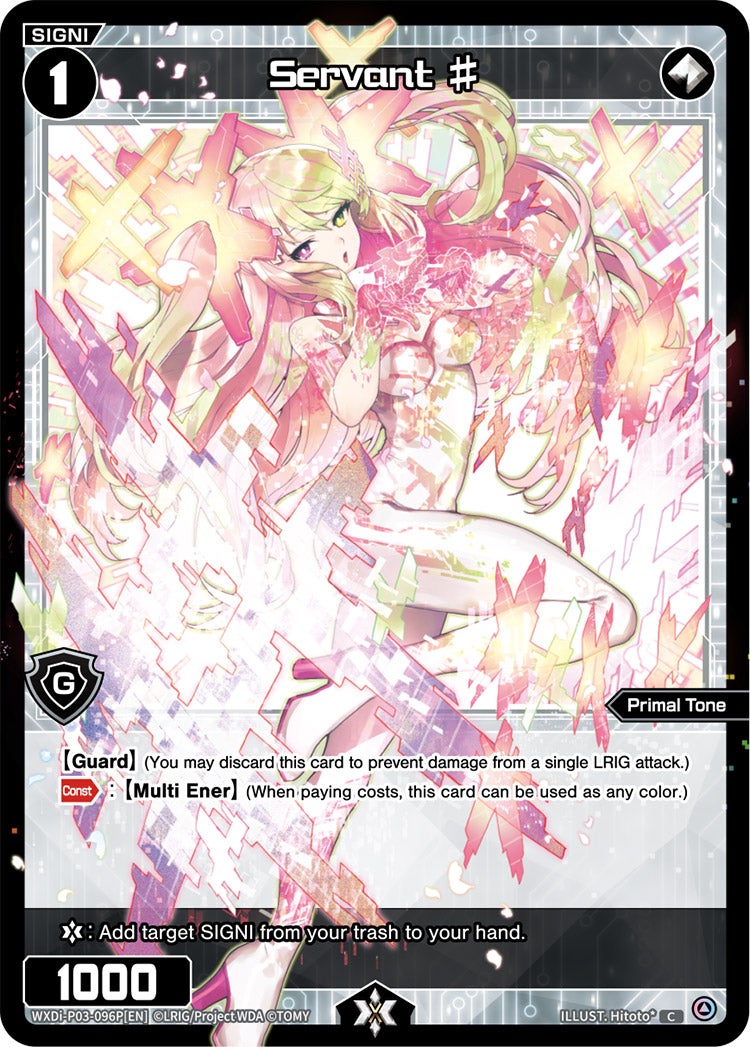 SIGNI
1
Servant #
G
Primal Tone
【Guard】 (You may discard this card to prevent damage from a single LRIG attack.)
Const : 【Multi Ener】 (When paying costs, this card can be used as any color.)
: Add target SIGNI from your trash to your hand.
1000
WXDi-P03-096P[EN] ©LRIG/Project WDA ©TOMY
ILLUST. Hitoto* C